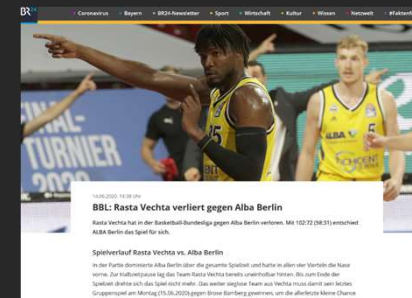 BR24
Coronavirus Bayern BR24-Newsletter Sport Wirtschaft Kultur Wissen Netzwelt #Faktenf
FINAL-
TURNIER
2020
ALBA
5
14.06.2020, 14:38 Uhr
BBL: Rasta Vechta verliert gegen Alba Berlin
Rasta Vechta hat in der Basketball-Bundesliga gegen Alba Berlin verloren. Mit 102:72 (58:31) entschied
ALBA Berlin das Spiel für sich.
Spielverlauf Rasta Vechta vs. Alba Berlin
In der Partie dominierte Alba Berlin über die gesamte Spielzeit und hatte in allen vier Vierteln die Nase
vorne. Zur Halbzeitpause lag das Team Rasta Vechta bereits uneinholbar hinten. Bis zum Ende der
Spielzeit drehte sich das Spiel nicht mehr. Das weiter sieglose Team aus Vechta muss damit sein letztes
Gruppenspiel am Montag (15.06.2020) gegen Brose Bamberg gewinnen, um die allerletzte kleine Chance